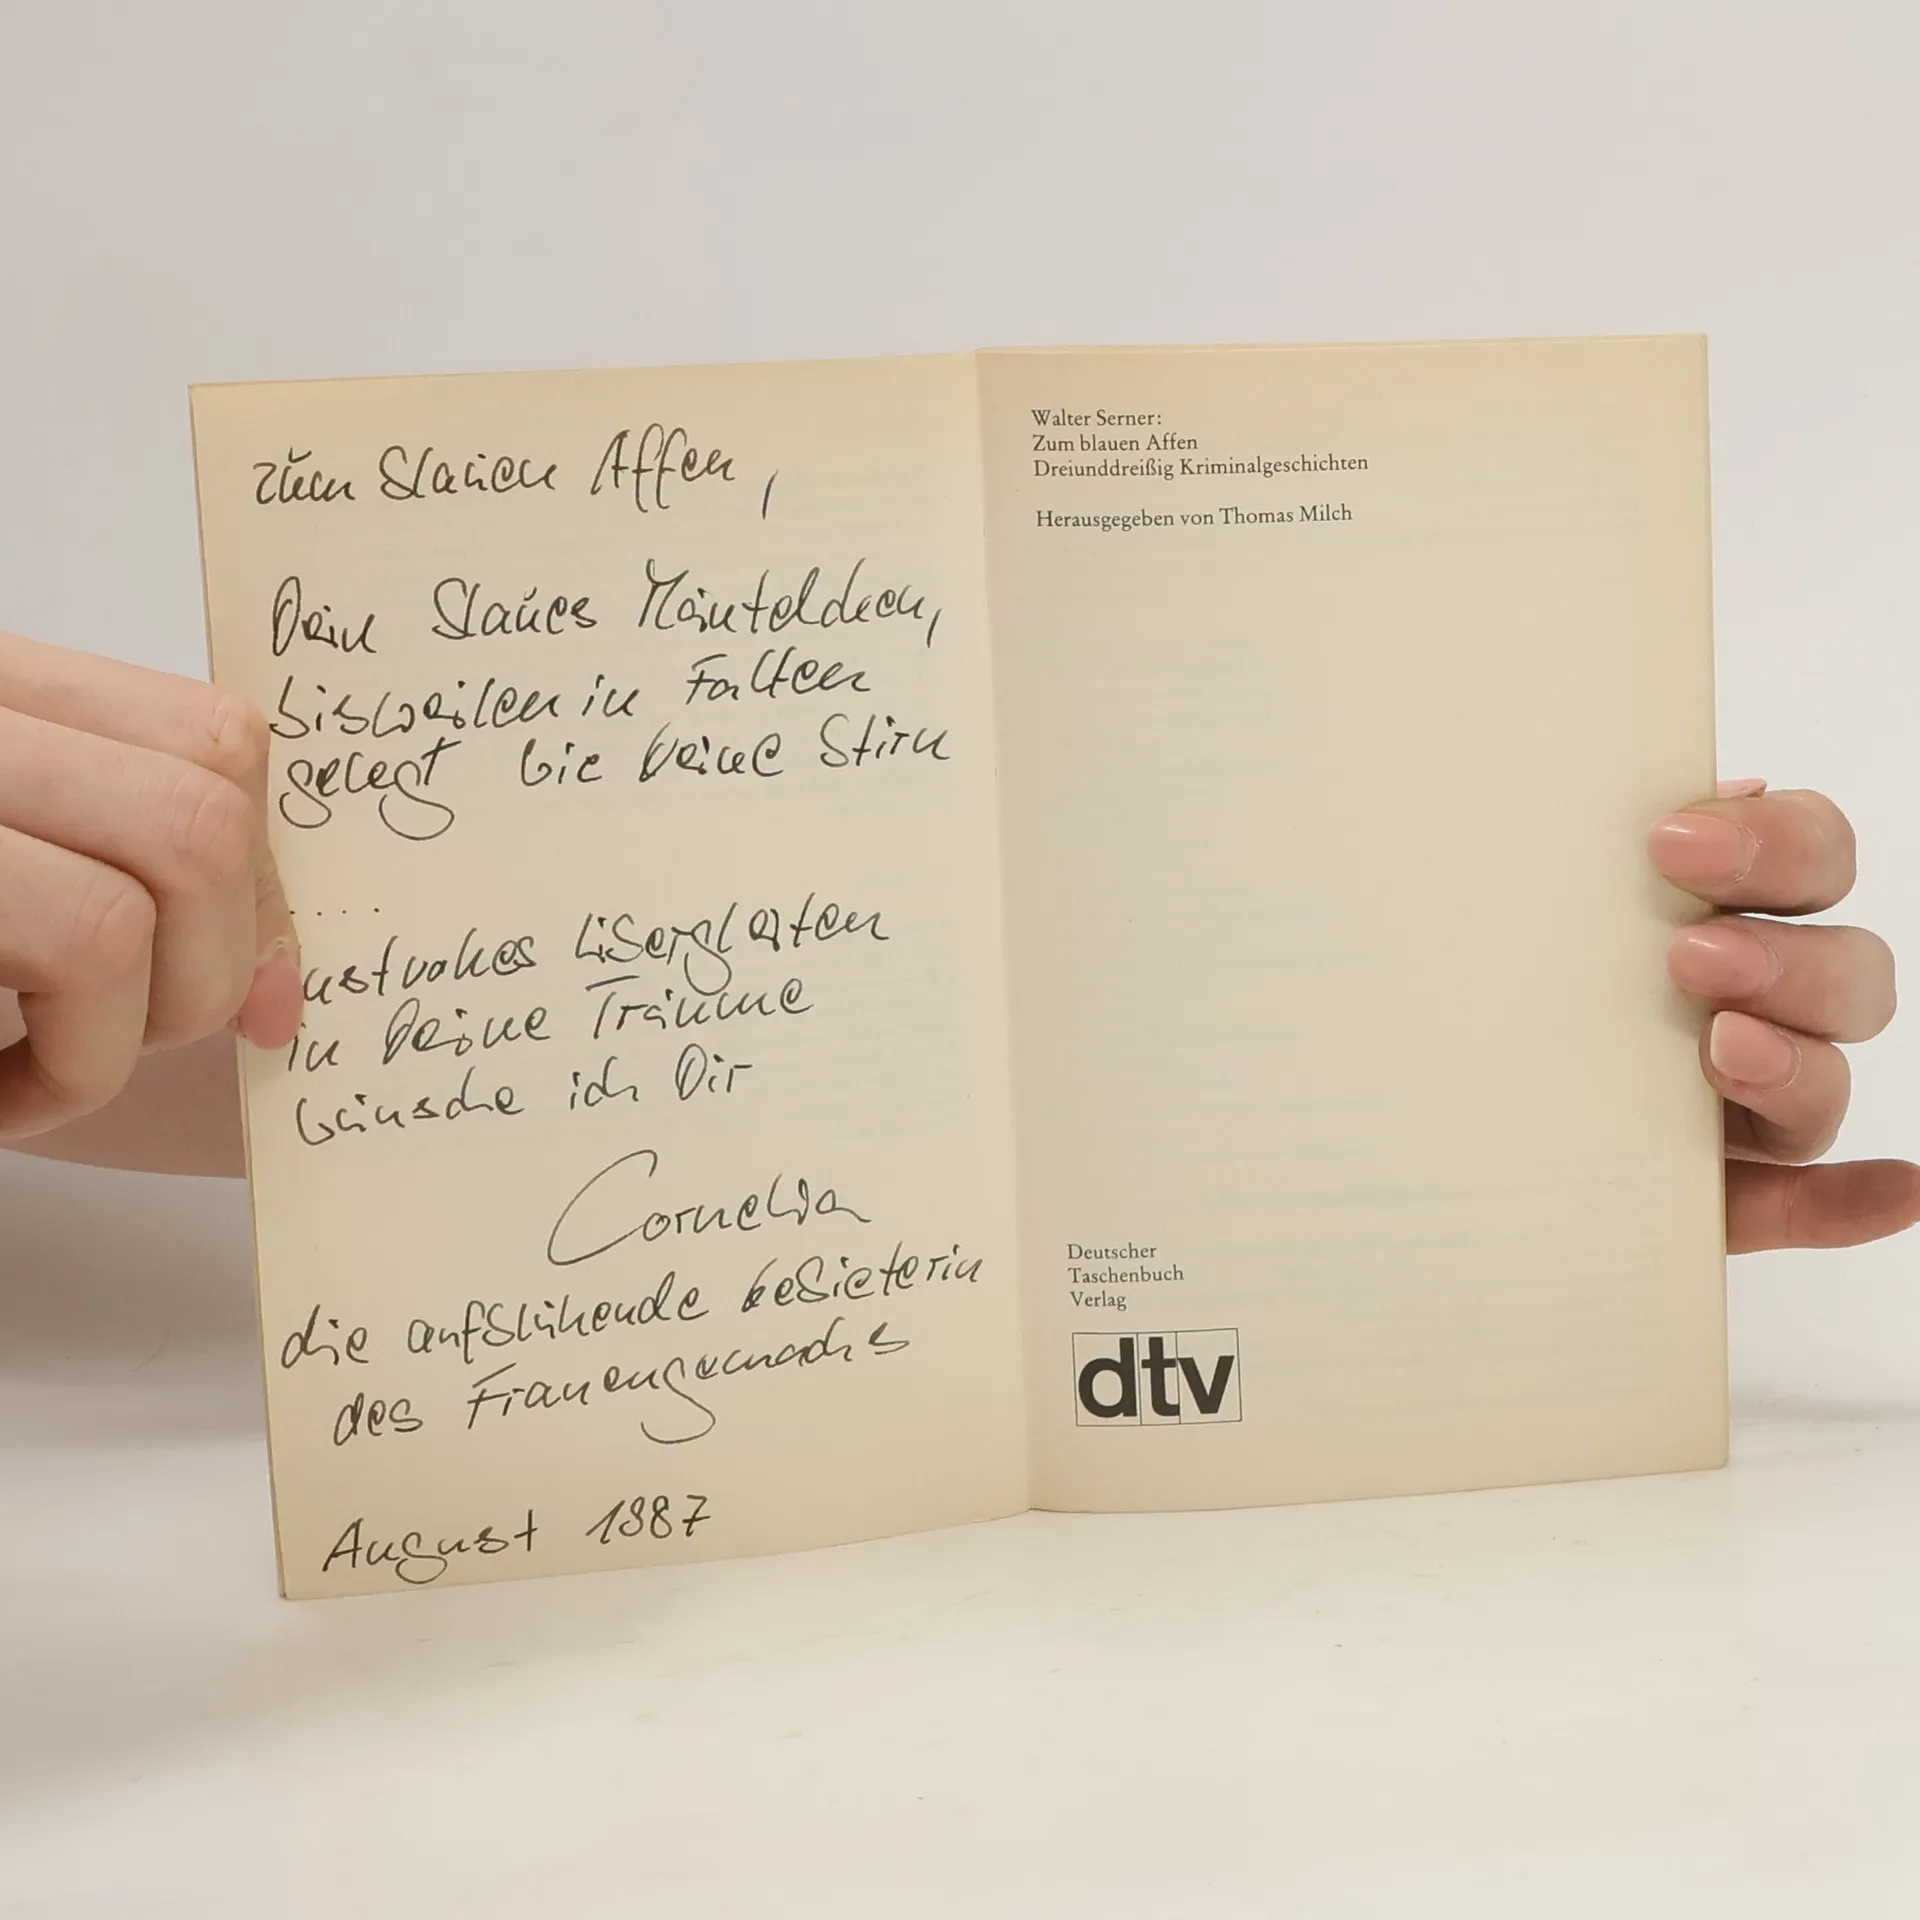 zum blauen Affen,
Dein blaues Mäntelchen,
bisweilen in Falten
gelegt wie Deine Stirn
....
lustvolles Übergleiten
in Deine Träume
wünsche ich Dir
Cornelia
die aufblühende Gebieterin
des Frauengemachs
August 1987
Walter Serner:
Zum blauen Affen
Dreiunddreißig Kriminalgeschichten
Herausgegeben von Thomas Milch
Deutscher
Taschenbuch
Verlag
dtv